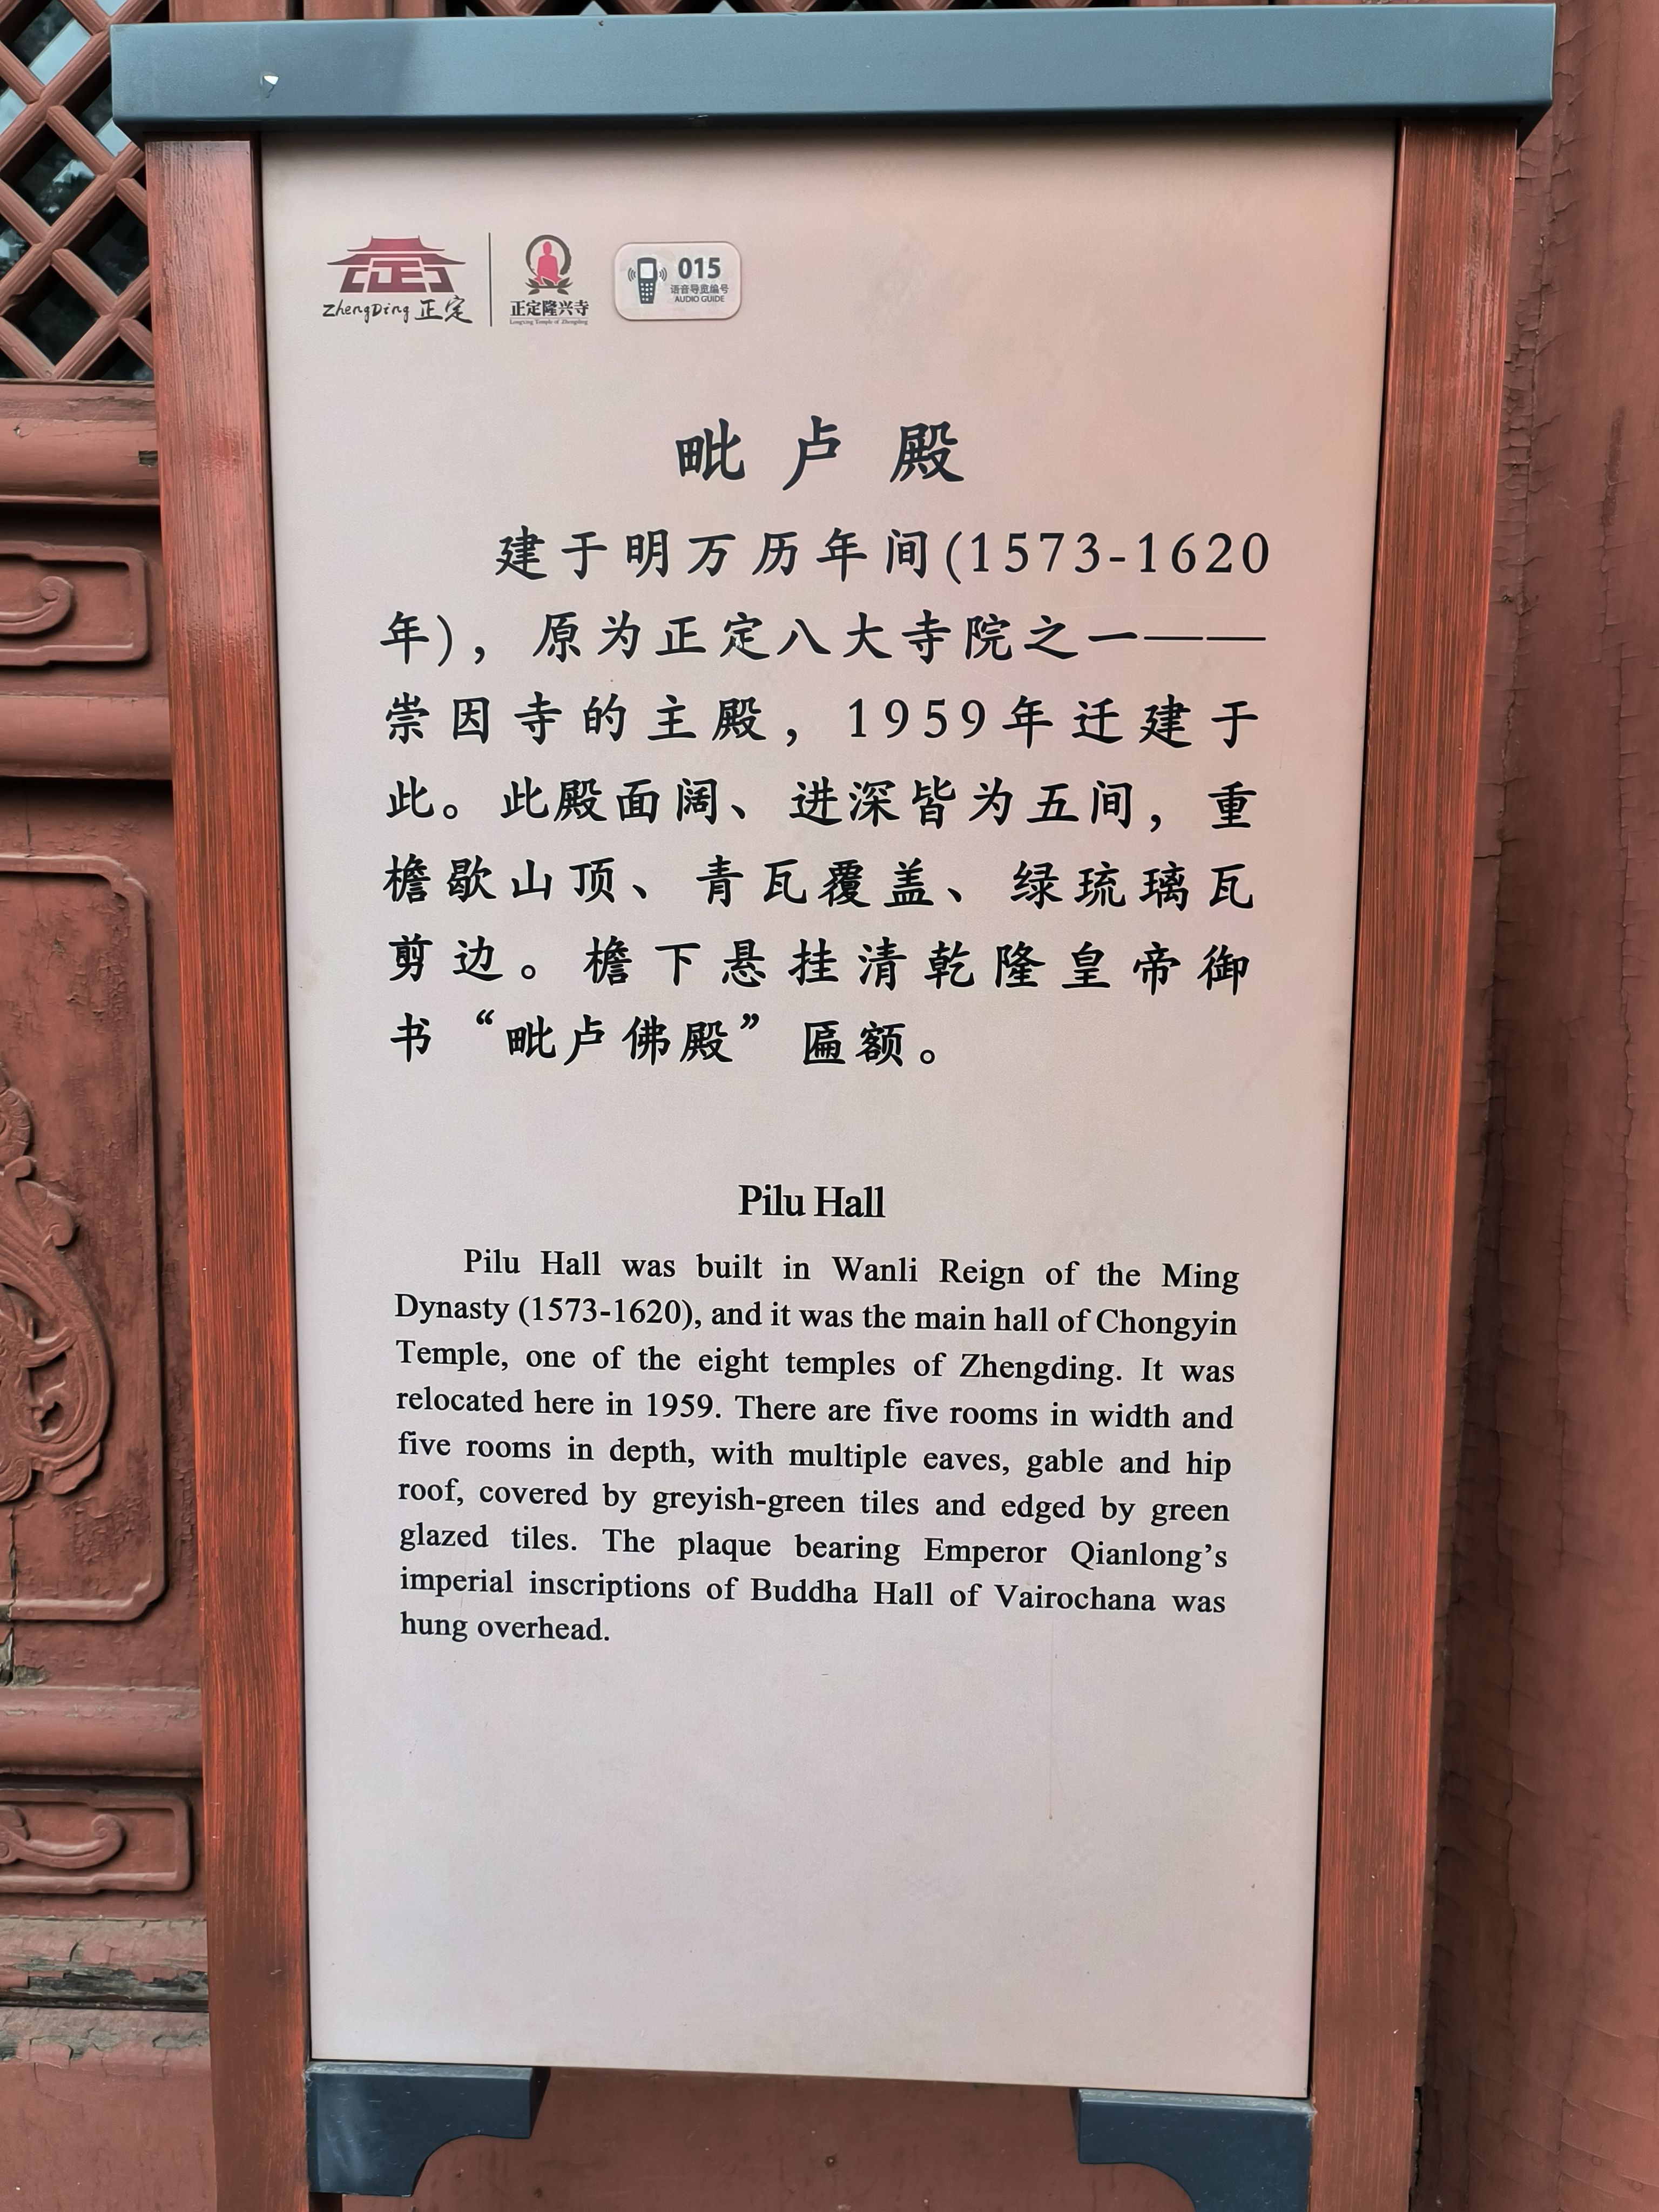 ZhengDing 正定
正定隆兴寺
Longxing Temple of Zhengding
015
语音导览编号
AUDIO GUIDE
毗卢殿
建于明万历年间(1573-1620
年)，原为正定八大寺院之一——
崇因寺的主殿，1959年迁建于
此。此殿面阔、进深皆为五间，重
檐歇山顶、青瓦覆盖、绿琉璃瓦
剪边。檐下悬挂清乾隆皇帝御
书“毗卢佛殿”匾额。
Pilu Hall
Pilu Hall was built in Wanli Reign of the Ming
Dynasty (1573-1620), and it was the main hall of Chongyin
Temple, one of the eight temples of Zhengding. It was
relocated here in 1959. There are five rooms in width and
five rooms in depth, with multiple eaves, gable and hip
roof, covered by greyish-green tiles and edged by green
glazed tiles. The plaque bearing Emperor Qianlong’s
imperial inscriptions of Buddha Hall of Vairochana was
hung overhead.